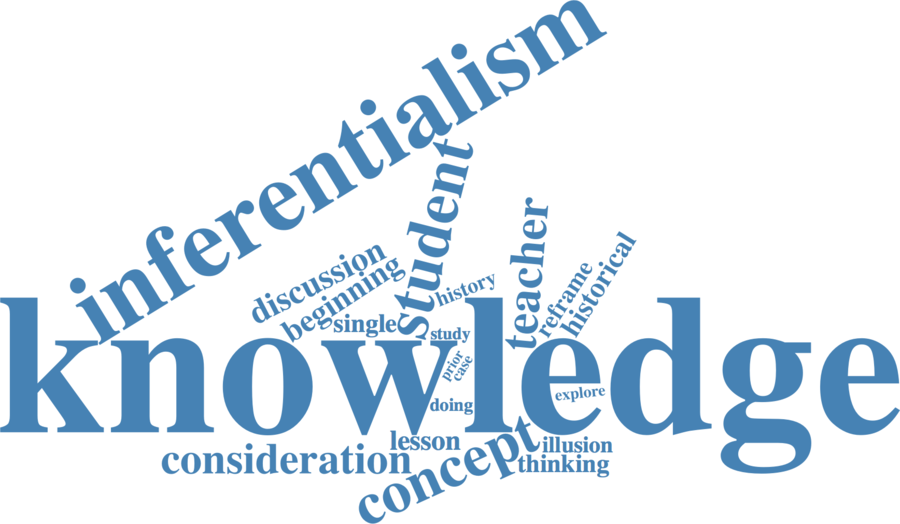 inferentialism
student
teacher
discussion
beginning
history
reframe
historical
single
study
knowledge
prior
case
explore
doing
lesson
consideration
concept
illusion
thinking